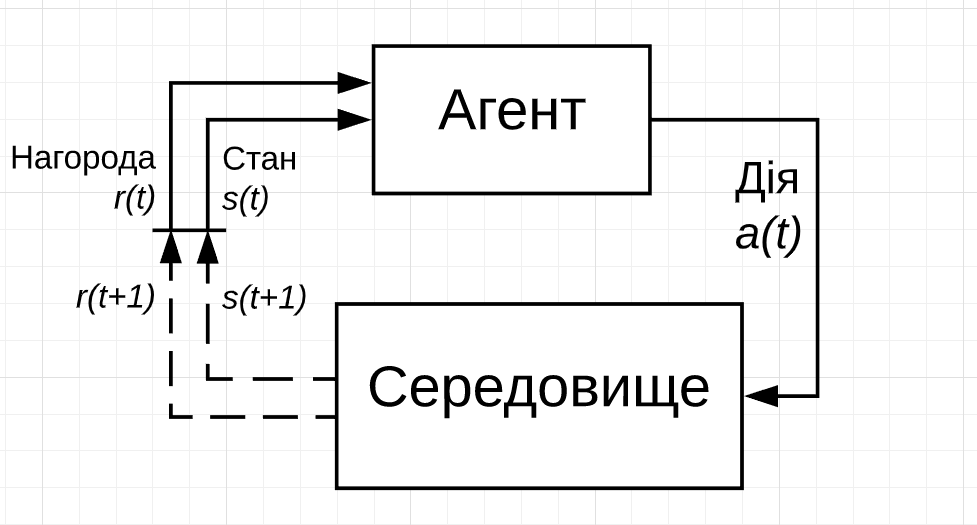 Агент
Нагорода
r(t)
Стан
s(t)
Дія
a(t)
r(t+1)
s(t+1)
Середовище